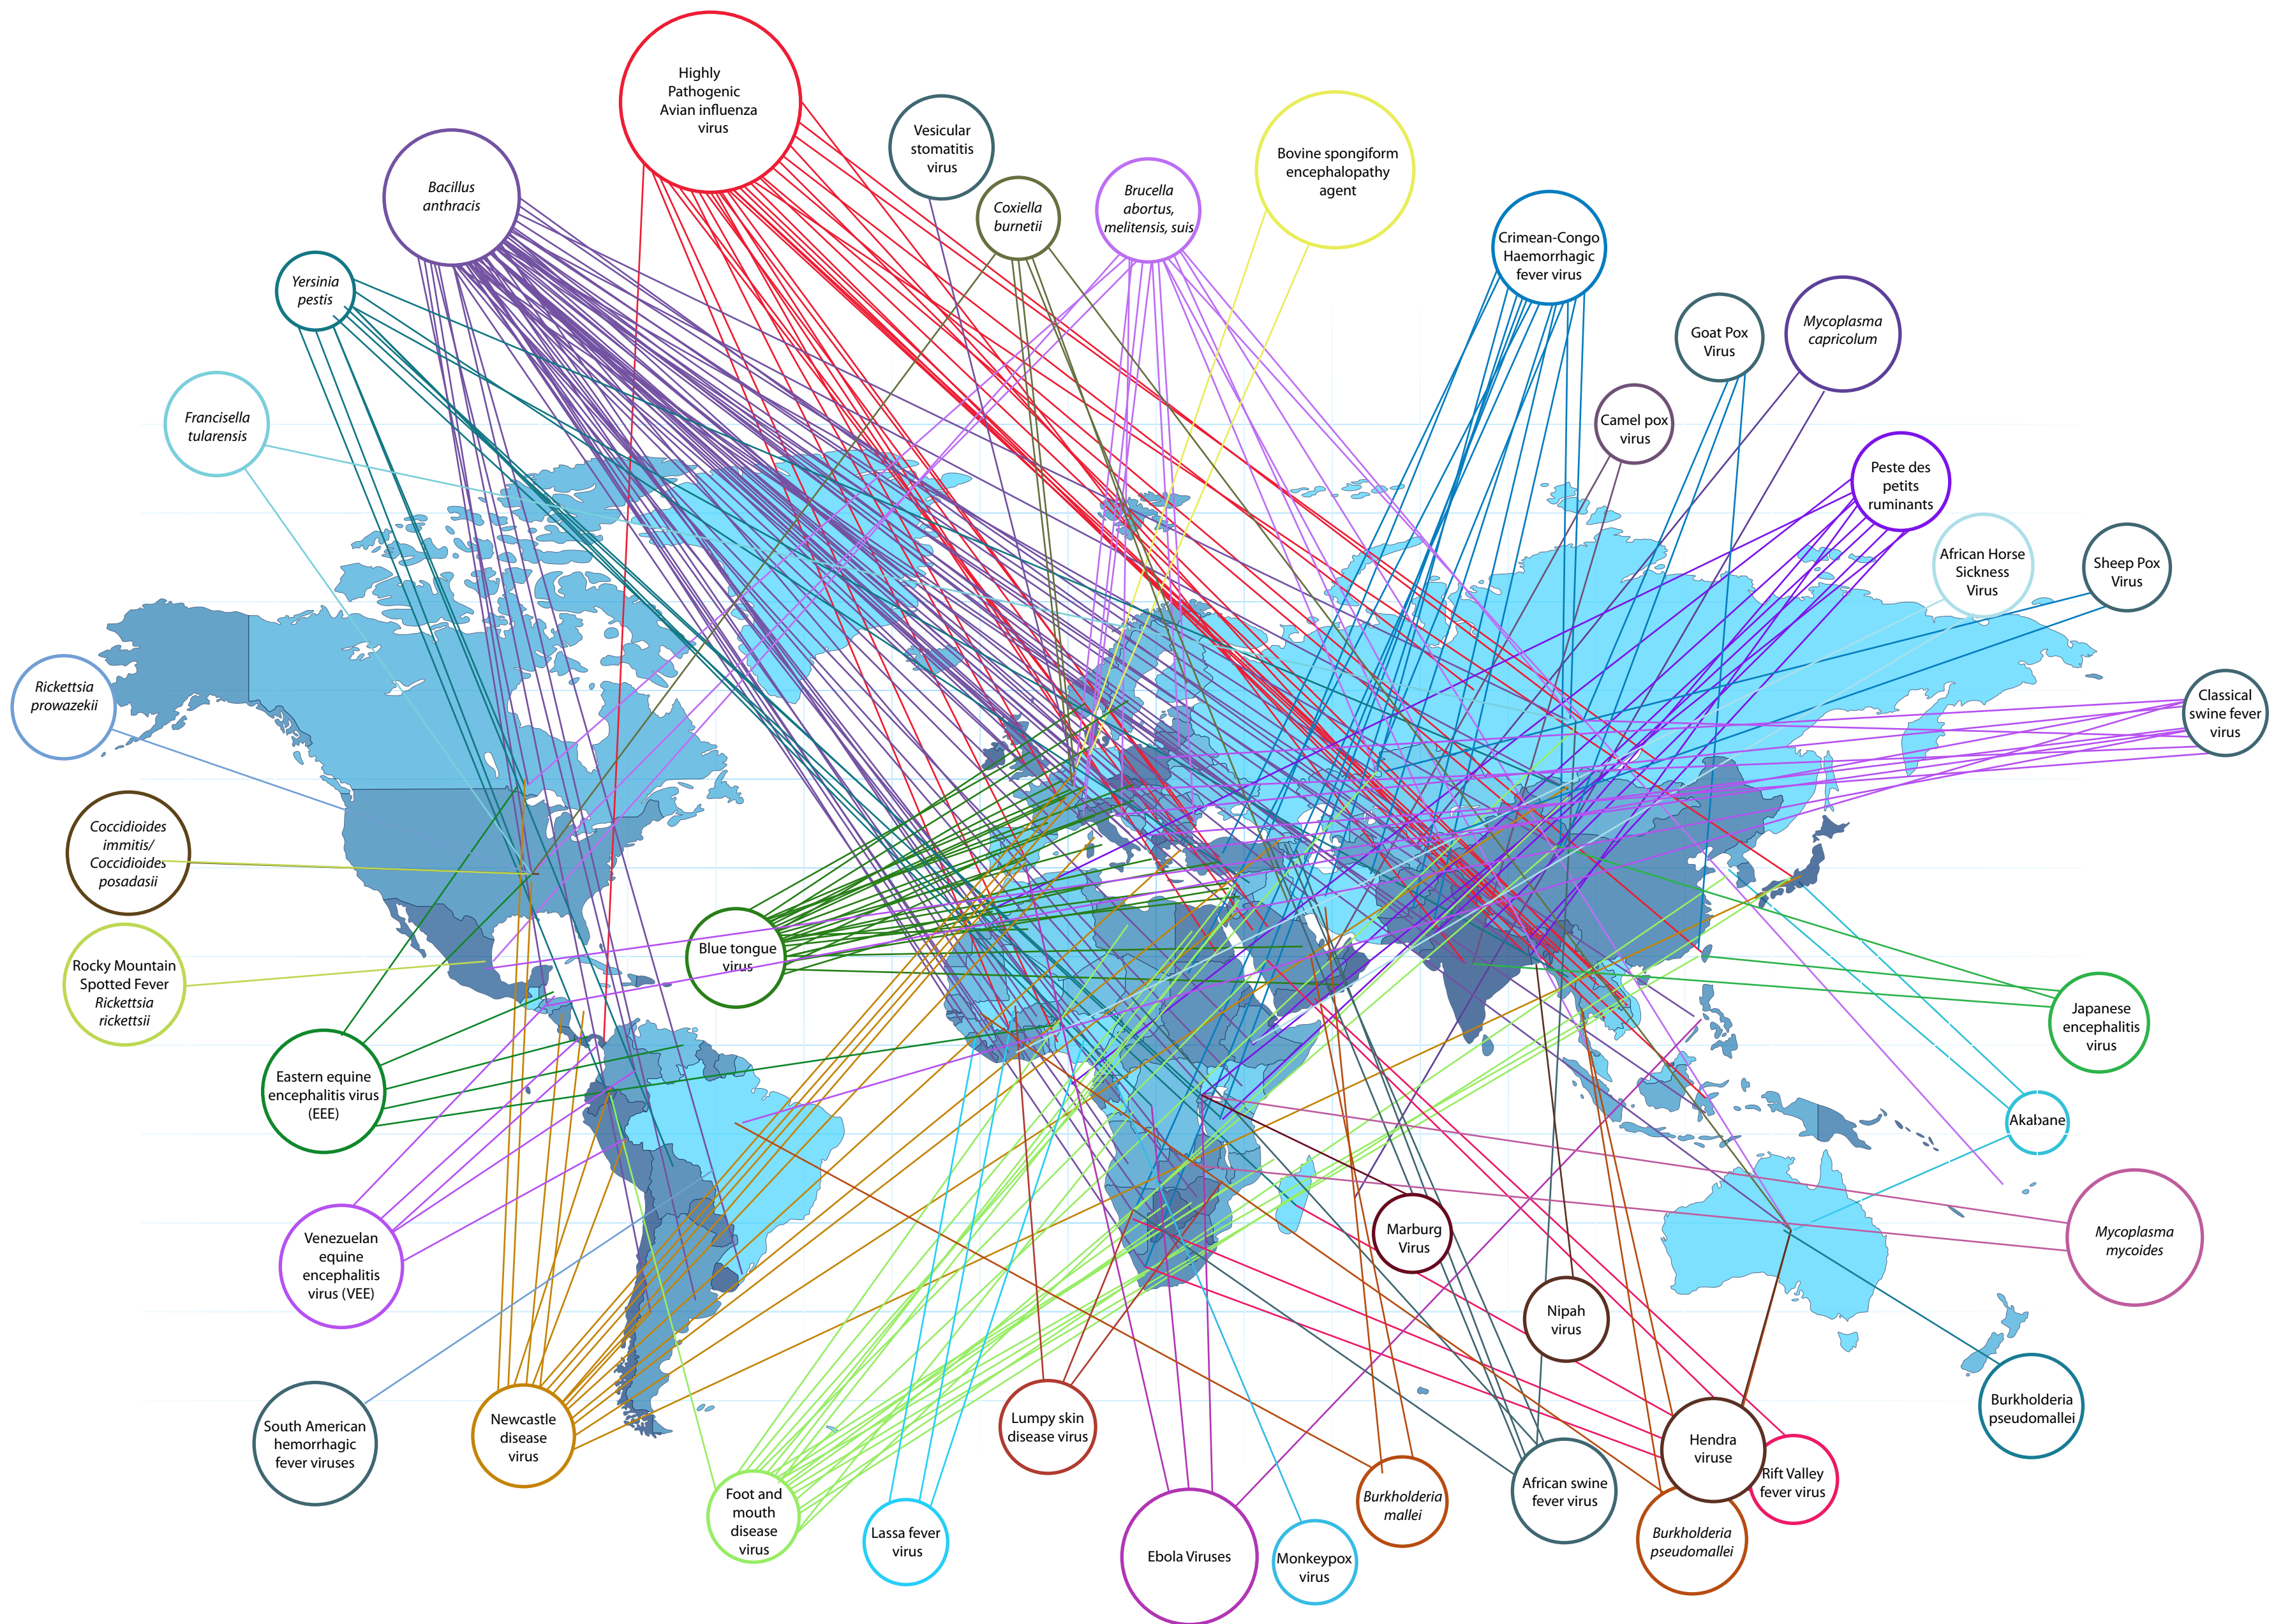 Highly
Pathogenic
Avian influenza
virus
Vesicular
stomatitis
virus
Bovine spongiform
encephalopathy
agent
Bacillus
anthracis
Coxiella
burnetii
Brucella
abortus,
melitensis, suis
Crimean-Congo
Haemorrhagic
fever virus
Yersinia
pestis
Goat Pox
Virus
Mycoplasma
capricolum
Francisella
tularensis
Camel pox
virus
Peste des
petits
ruminants
African Horse
Sickness
Virus
Sheep Pox
Virus
Rickettsia
prowazekii
Classical
swine fever
virus
Coccidioides
immitis/
Coccidioides
posadasii
Blue tongue
virus
Rocky Mountain
Spotted Fever
Rickettsia
rickettsii
Japanese
encephalitis
virus
Eastern equine
encephalitis virus
(EEE)
Akabane
Venezuelan
equine
encephalitis
virus (VEE)
Marburg
Virus
Mycoplasma
mycoides
Nipah
virus
South American
hemorrhagic
fever viruses
Newcastle
disease
virus
Lumpy skin
disease virus
Burkholderia
pseudomallei
Hendra
viruse
Foot and
mouth
disease
virus
Lassa fever
virus
Ebola Viruses
Monkeypox
virus
Burkholderia
mallei
African swine
fever virus
Burkholderia
pseudomallei
Rift Valley
fever virus